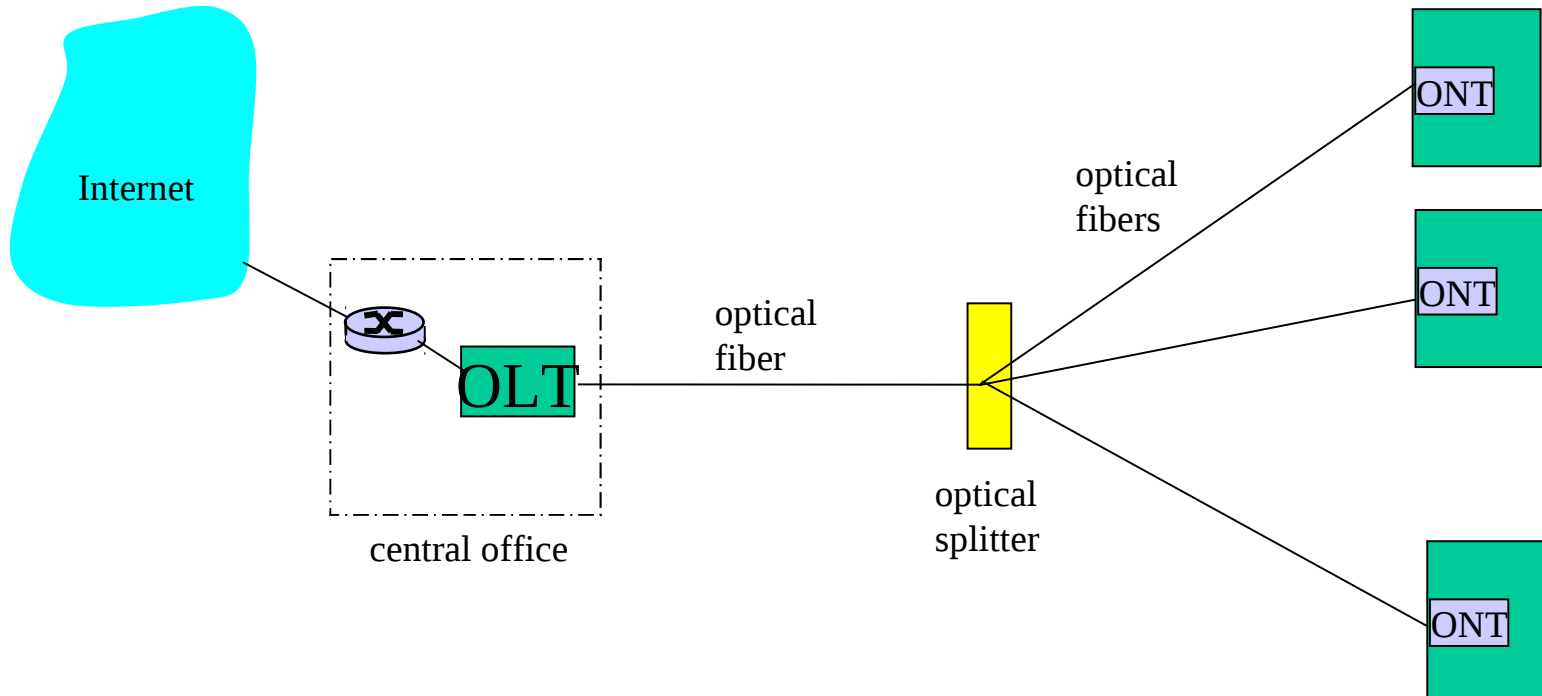 ONT
optical
fibers
Internet
ONT
optical
fiber
OLT
optical
splitter
central office
ONT